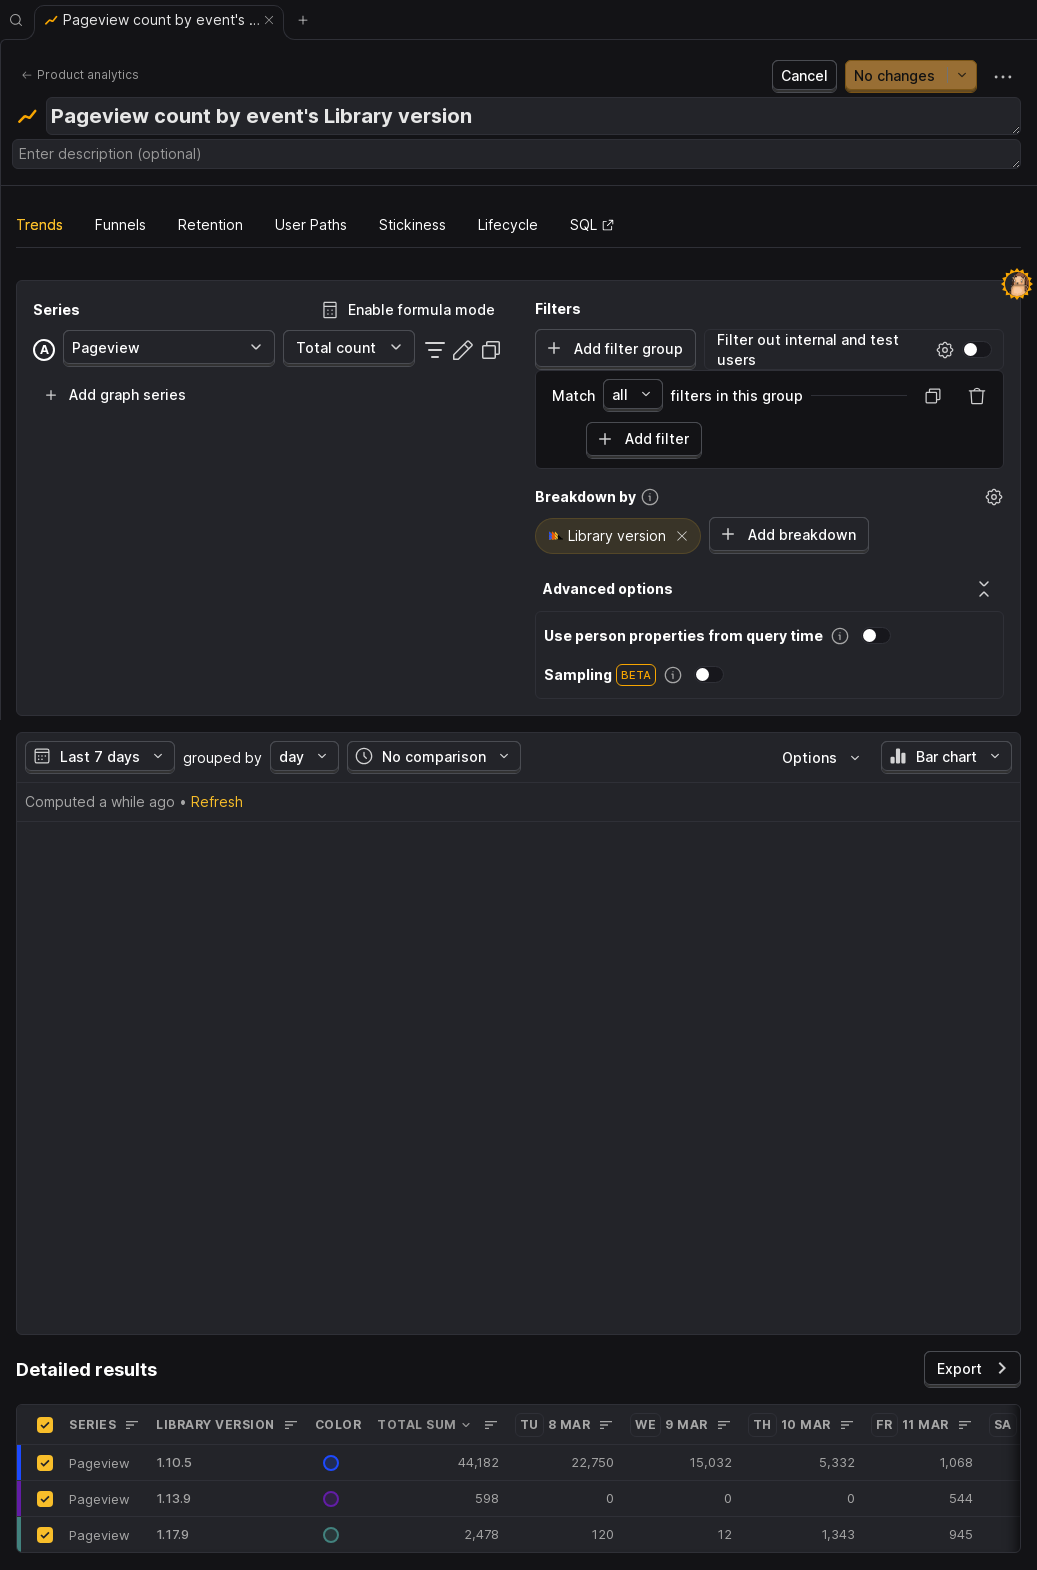 Pageview count by event's ...
Product analytics
Cancel
No changes
Pageview count by event's Library version
Enter description (optional)
Trends Funnels Retention User Paths Stickiness Lifecycle SQL
Series
Enable formula mode
A Pageview Total count
Add graph series
Filters
Add filter group
Filter out internal and test users
Match all filters in this group
Add filter
Breakdown by
Library version
Add breakdown
Advanced options
Use person properties from query time
Sampling BETA
Last 7 days grouped by day No comparison Options Bar chart
Computed a while ago • Refresh
Detailed results
Export
SERIES LIBRARY VERSION COLOR TOTAL SUM TU 8 MAR WE 9 MAR TH 10 MAR FR 11 MAR SA
Pageview 1.10.5 44,182 22,750 15,032 5,332 1,068
Pageview 1.13.9 598 0 0 0 544
Pageview 1.17.9 2,478 120 12 1,343 945